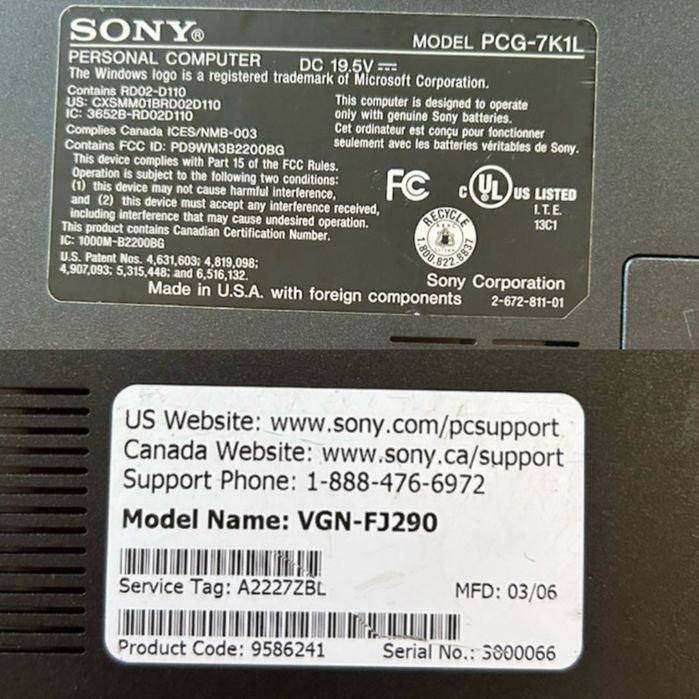 SONY®
MODEL PCG-7K1L
PERSONAL COMPUTER DC 19.5V
The Windows logo is a registered trademark of Microsoft Corporation.
Contains RD02-D110
US: CXSMM01BRD02D110
IC: 3652B-RD02D110
Complies Canada ICES/NMB-003
Contains FCC ID: PD9WM3B2200BG
This device complies with Part 15 of the FCC Rules.
Operation is subject to the following two conditions:
(1) this device may not cause harmful interference,
and (2) this device must accept any interference received,
including interference that may cause undesired operation.
This product contains Canadian Certification Number.
IC: 1000M-B2200BG
U.S. Patent Nos. 4,631,603; 4,819,098;
4,907,093; 5,315,448; and 6,516,132.
Made in U.S.A. with foreign components
This computer is designed to operate
only with genuine Sony batteries.
Cet ordinateur est conçu pour fonctionner
seulement avec les batteries véritables de Sony.
FC
C UL® US LISTED
I.T.E.
13C1
RECYCLE
1.800.822.8837
Sony Corporation
2-672-811-01
US Website: www.sony.com/pcsupport
Canada Website: www.sony.ca/support
Support Phone: 1-888-476-6972
Model Name: VGN-FJ290
Service Tag: A2227ZBL
MFD: 03/06
Product Code: 9586241
Serial No.: 3000066